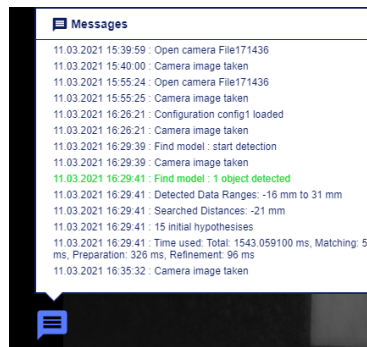 Messages
11.03.2021 15:39:59 : Open camera File171436
11.03.2021 15:40:00 : Camera image taken
11.03.2021 15:55:24 : Open camera File171436
11.03.2021 15:55:25 : Camera image taken
11.03.2021 16:26:21 : Configuration config1 loaded
11.03.2021 16:26:21 : Camera image taken
11.03.2021 16:29:39 : Find model : start detection
11.03.2021 16:29:39 : Camera image taken
11.03.2021 16:29:41 : Find model : 1 object detected
11.03.2021 16:29:41 : Detected Data Ranges: -16 mm to 31 mm
11.03.2021 16:29:41 : Searched Distances: -21 mm
11.03.2021 16:29:41 : 15 initial hypothesises
11.03.2021 16:29:41 : Time used: Total: 1543.059100 ms, Matching: 5
ms, Preparation: 326 ms, Refinement: 96 ms
11.03.2021 16:35:32 : Camera image taken